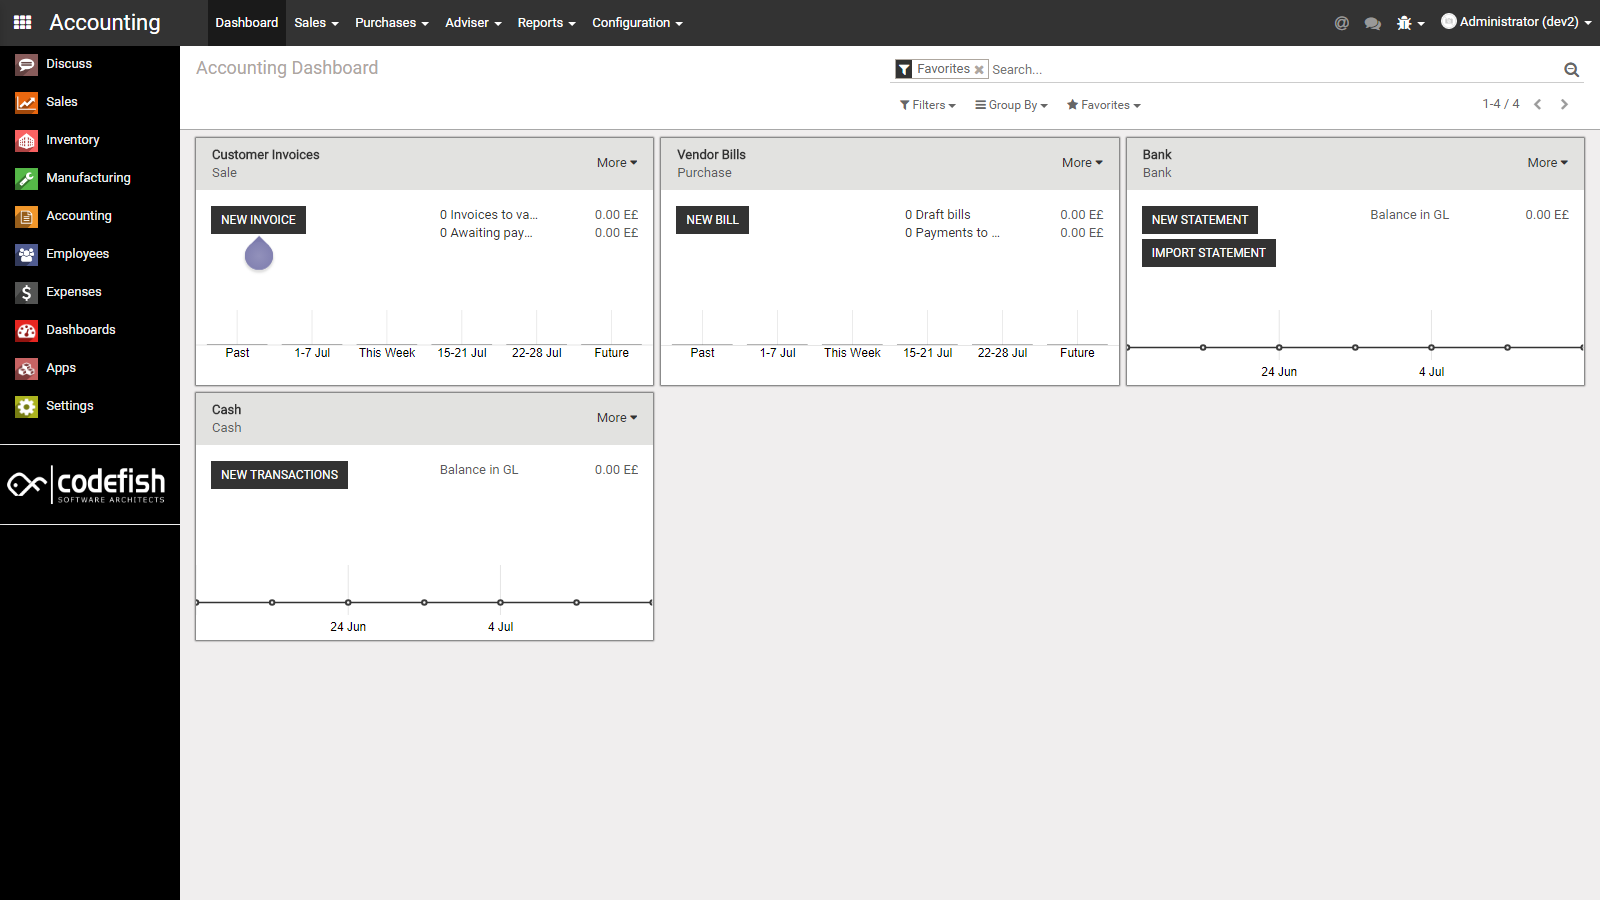 Accounting
Dashboard Sales Purchases Adviser Reports Configuration
@ Administrator (dev2)
Discuss
Sales
Inventory
Manufacturing
Accounting
Employees
Expenses
Dashboards
Apps
Settings
codefish
SOFTWARE ARCHITECTS
Accounting Dashboard
Favorites Search...
Filters Group By Favorites
1-4 / 4
Customer Invoices
Sale
More
NEW INVOICE
0 Invoices to va... 0.00 E£
0 Awaiting pay... 0.00 E£
Past 1-7 Jul This Week 15-21 Jul 22-28 Jul Future
Vendor Bills
Purchase
More
NEW BILL
0 Draft bills 0.00 E£
0 Payments to ... 0.00 E£
Past 1-7 Jul This Week 15-21 Jul 22-28 Jul Future
Bank
Bank
More
NEW STATEMENT
IMPORT STATEMENT
Balance in GL 0.00 E£
24 Jun 4 Jul
Cash
Cash
More
NEW TRANSACTIONS
Balance in GL 0.00 E£
24 Jun 4 Jul